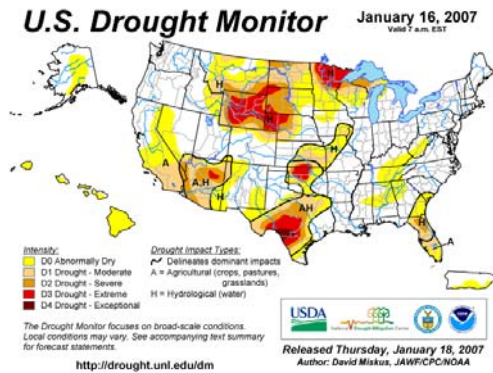 U.S. Drought Monitor
January 16, 2007
Valid 7 a.m. EST
H
H
H
A
A,H
H
AH
H
A
Intensity:
D0 Abnormally Dry
D1 Drought - Moderate
D2 Drought - Severe
D3 Drought - Extreme
D4 Drought - Exceptional
Drought Impact Types:
Delineates dominant impacts
A = Agricultural (crops, pastures,
grasslands)
H = Hydrological (water)
The Drought Monitor focuses on broad-scale conditions.
Local conditions may vary. See accompanying text summary
for forecast statements.
http://drought.unl.edu/dm
USDA
Released Thursday, January 18, 2007
Author: David Miskus, JAWF/CPC/NOAA